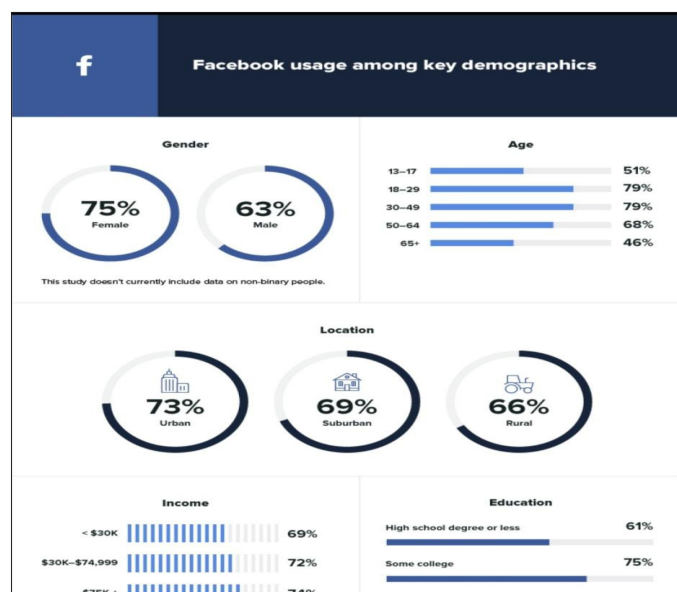 f
Facebook usage among key demographics
Gender
75%
Female
63%
Male
This study doesn't currently include data on non-binary people.
Age
13–17 51%
18–29 79%
30–49 79%
50–64 68%
65+ 46%
Location
73%
Urban
69%
Suburban
66%
Rural
Income
< $30K 69%
$30K–$74,999 72%
Education
High school degree or less 61%
Some college 75%